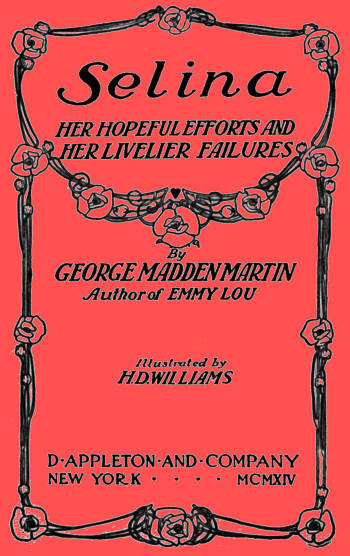 Selina
HER HOPEFUL EFFORTS AND
HER LIVELIER FAILURES
By
GEORGE MADDEN MARTIN
Author of EMMY LOU
Illustrated by
H.D.WILLIAMS
D·APPLETON·AND·COMPANY
NEW YORK · · · · MCMXIV